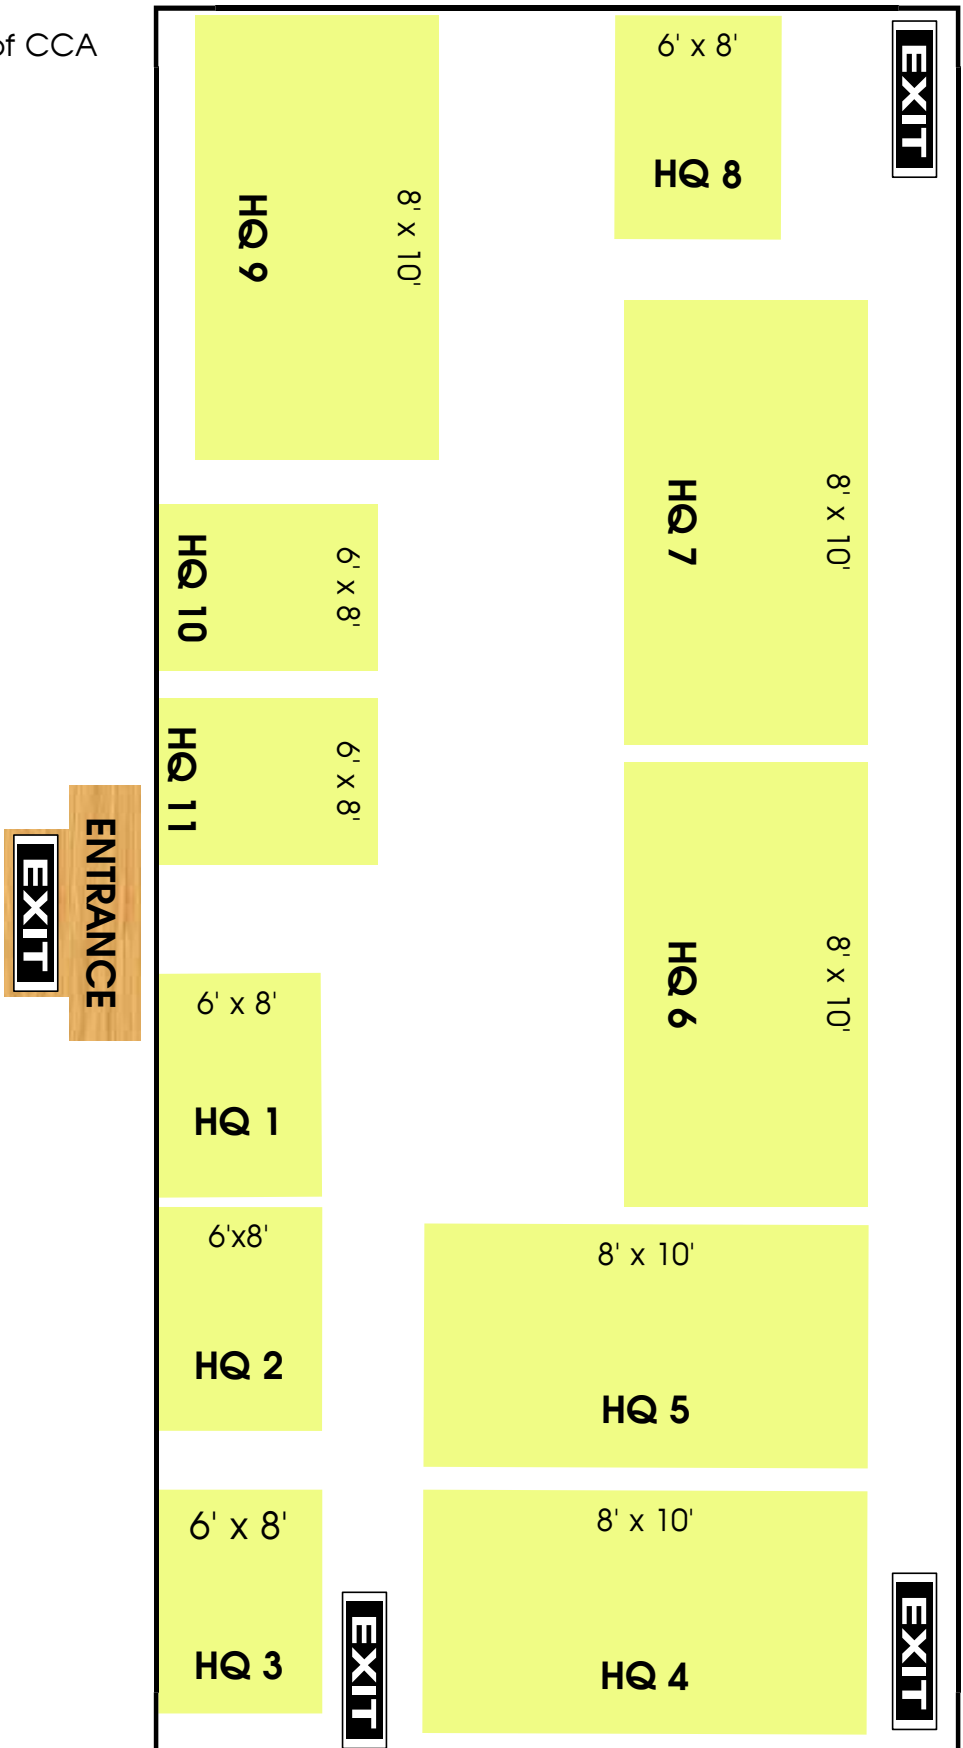 of CCA
6' x 8'
HQ 8
EXIT
HQ 9
8' x 10'
HQ 7
8' x 10'
HQ 10
6' x 8'
HQ 11
6' x 8'
ENTRANCE
EXIT
HQ 6
8' x 10'
6' x 8'
HQ 1
6'x8'
HQ 2
8' x 10'
HQ 5
6' x 8'
HQ 3
EXIT
8' x 10'
HQ 4
EXIT